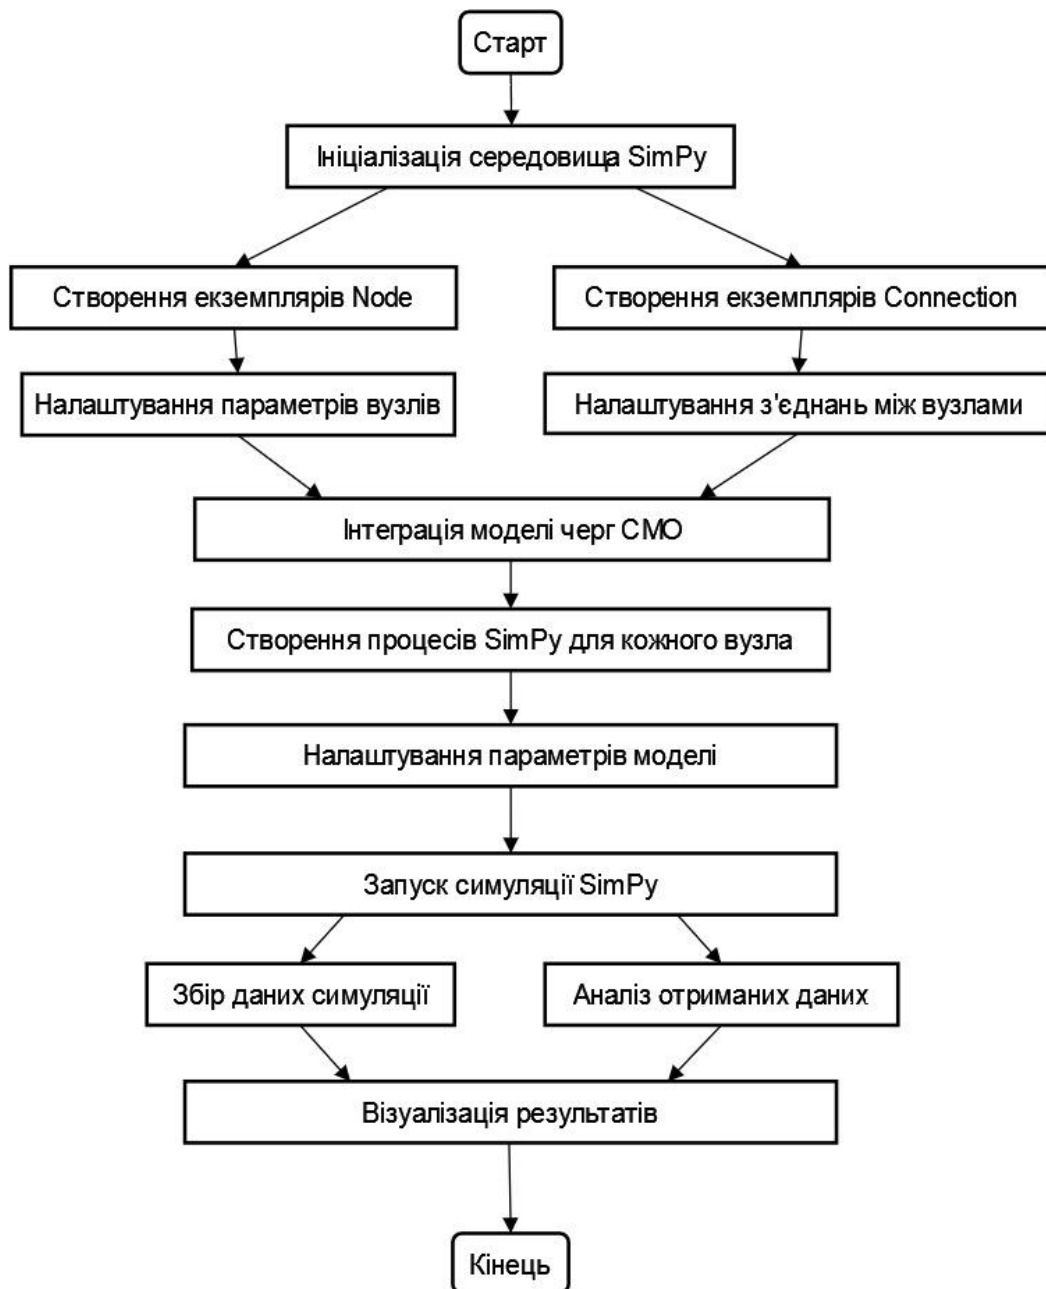 Старт
Ініціалізація середовища SimPy
Створення екземплярів Node
Створення екземплярів Connection
Налаштування параметрів вузлів
Налаштування з'єднань між вузлами
Інтеграція моделі черг СМО
Створення процесів SimPy для кожного вузла
Налаштування параметрів моделі
Запуск симуляції SimPy
Збір даних симуляції
Аналіз отриманих даних
Візуалізація результатів
Кінець